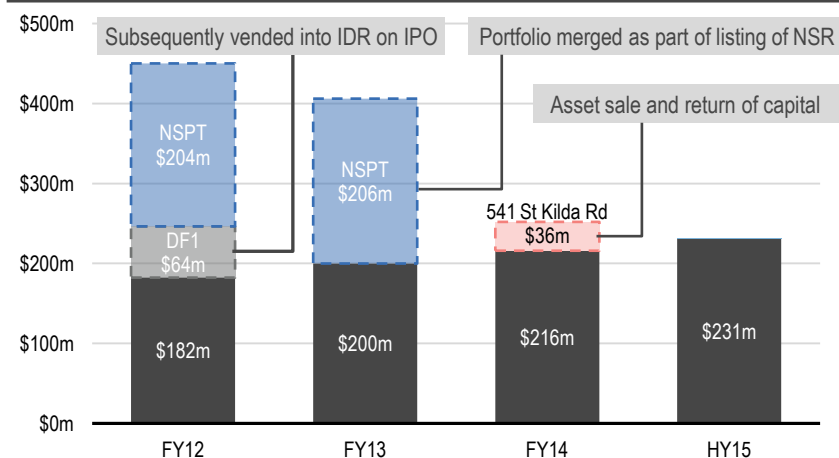 $500m
Subsequently vended into IDR on IPO
Portfolio merged as part of listing of NSR
$400m
Asset sale and return of capital
NSPT
$204m
NSPT
$206m
$300m
541 St Kilda Rd
$36m
DF1
$64m
$200m
$182m
$200m
$216m
$231m
$100m
$0m
FY12
FY13
FY14
HY15